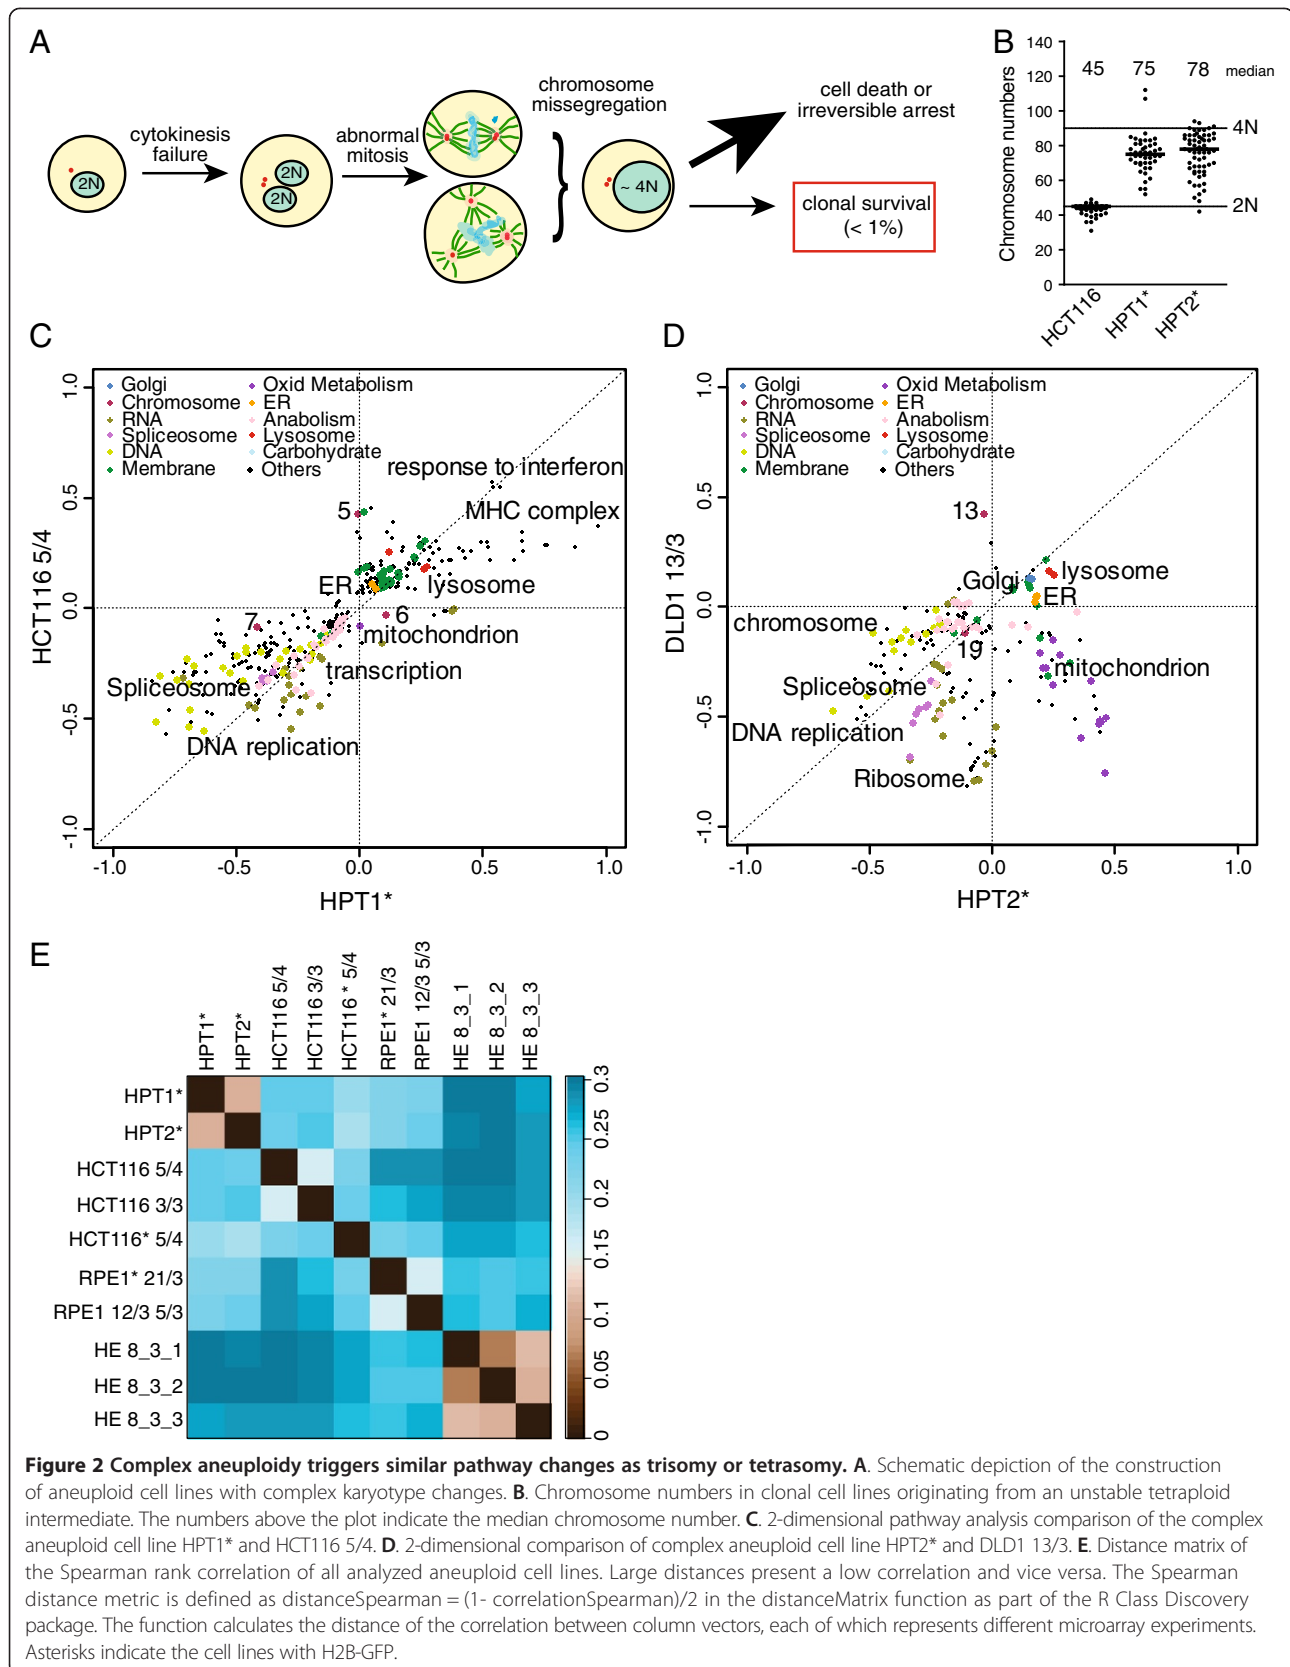 A
cytokinesis
failure
abnormal
mitosis
chromosome
missegregation
cell death or
irreversible arrest
clonal survival
(< 1%)
2N
2N
2N
~ 4N
B
Chromosome numbers
140
120
100
80
60
40
20
0
45 75 78 median
4N
2N
HCT116
HPT1*
HPT2*
C
HCT116 5/4
1.0
0.5
0.0
-0.5
-1.0
Golgi
Chromosome
RNA
Spliceosome
DNA
Membrane
Oxid Metabolism
ER
Anabolism
Lysosome
Carbohydrate
Others
response to interferon
5
MHC complex
ER
lysosome
7
6
mitochondrion
transcription
Spliceosome
DNA replication
-1.0 -0.5 0.0 0.5 1.0
HPT1*
D
DLD1 13/3
1.0
0.5
0.0
-0.5
-1.0
Golgi
Chromosome
RNA
Spliceosome
DNA
Membrane
Oxid Metabolism
ER
Anabolism
Lysosome
Carbohydrate
Others
13
Golgi
lysosome
ER
chromosome
19
mitochondrion
Spliceosome
DNA replication
Ribosome
-1.0 -0.5 0.0 0.5 1.0
HPT2*
E
HPT1*
HPT2*
HCT116 5/4
HCT116 3/3
HCT116 * 5/4
RPE1* 21/3
RPE1 12/3 5/3
HE 8_3_1
HE 8_3_2
HE 8_3_3
HPT1*
HPT2*
HCT116 5/4
HCT116 3/3
HCT116* 5/4
RPE1* 21/3
RPE1 12/3 5/3
HE 8_3_1
HE 8_3_2
HE 8_3_3
0.3
0.25
0.2
0.15
0.1
0.05
0
Figure 2 Complex aneuploidy triggers similar pathway changes as trisomy or tetrasomy. A. Schematic depiction of the construction
of aneuploid cell lines with complex karyotype changes. B. Chromosome numbers in clonal cell lines originating from an unstable tetraploid
intermediate. The numbers above the plot indicate the median chromosome number. C. 2-dimensional pathway analysis comparison of the complex
aneuploid cell line HPT1* and HCT116 5/4. D. 2-dimensional comparison of complex aneuploid cell line HPT2* and DLD1 13/3. E. Distance matrix of
the Spearman rank correlation of all analyzed aneuploid cell lines. Large distances present a low correlation and vice versa. The Spearman
distance metric is defined as distanceSpearman = (1- correlationSpearman)/2 in the distanceMatrix function as part of the R Class Discovery
package. The function calculates the distance of the correlation between column vectors, each of which represents different microarray experiments.
Asterisks indicate the cell lines with H2B-GFP.